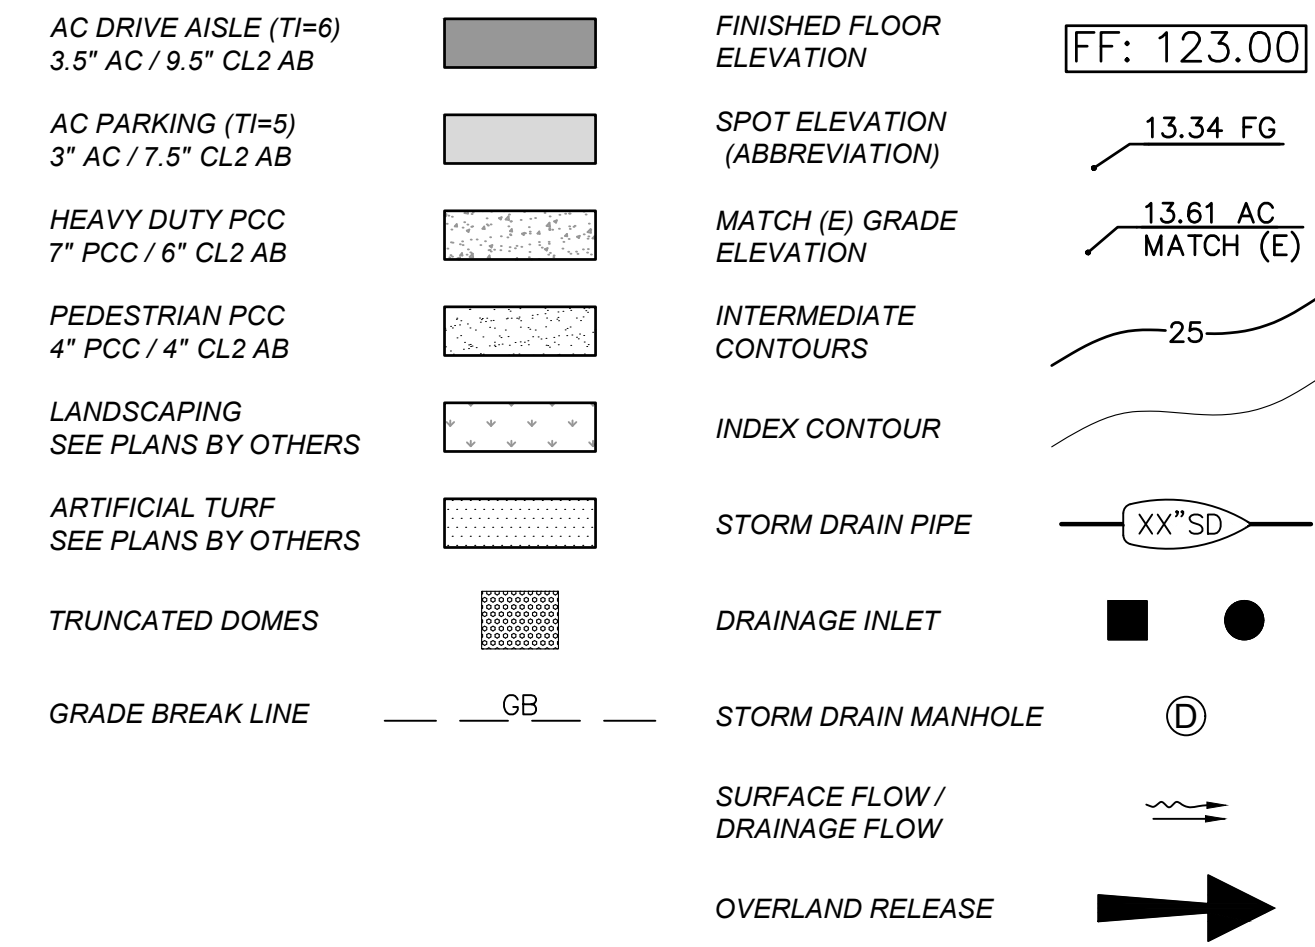 AC DRIVE AISLE (TI=6)
3.5" AC / 9.5" CL2 AB
AC PARKING (TI=5)
3" AC / 7.5" CL2 AB
HEAVY DUTY PCC
7" PCC / 6" CL2 AB
PEDESTRIAN PCC
4" PCC / 4" CL2 AB
LANDSCAPING
SEE PLANS BY OTHERS
ARTIFICIAL TURF
SEE PLANS BY OTHERS
TRUNCATED DOMES
GRADE BREAK LINE
GB
FINISHED FLOOR
ELEVATION
FF: 123.00
SPOT ELEVATION
(ABBREVIATION)
13.34 FG
MATCH (E) GRADE
ELEVATION
13.61 AC
MATCH (E)
INTERMEDIATE
CONTOURS
25
INDEX CONTOUR
STORM DRAIN PIPE
XX"SD
DRAINAGE INLET
STORM DRAIN MANHOLE
D
SURFACE FLOW /
DRAINAGE FLOW
OVERLAND RELEASE